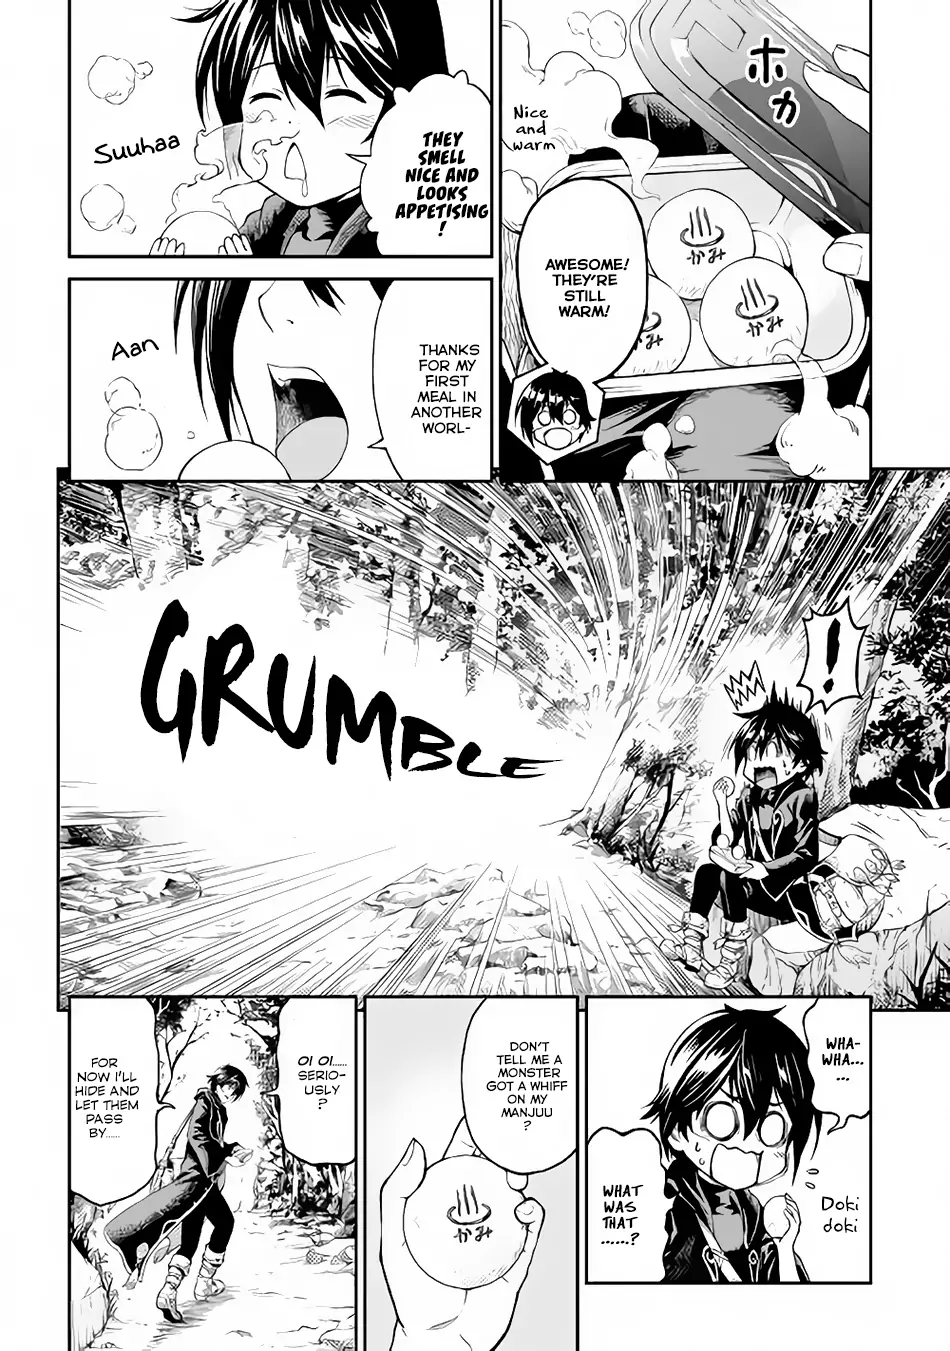 ホカ
Nice
and
warm
AWESOME!
THEY'RE
STILL
WARM!
かみ
かみ
かみ
THEY
SMELL
NICE AND
LOOKS
APPETISING
!
Suuhaa
THANKS
FOR MY
FIRST
MEAL IN
ANOTHER
WORL-
Aan
GRUMBLE
!
WHA-
WHA...
...
WHAT
WAS
THAT
......?
Doki
doki
DON'T
TELL ME A
MONSTER
GOT A WHIFF
ON MY
MANJUU
?
かみ
OI OI.....
SERIO-
USLY
?
FOR
NOW I'LL
HIDE AND
LET THEM
PASS
BY......